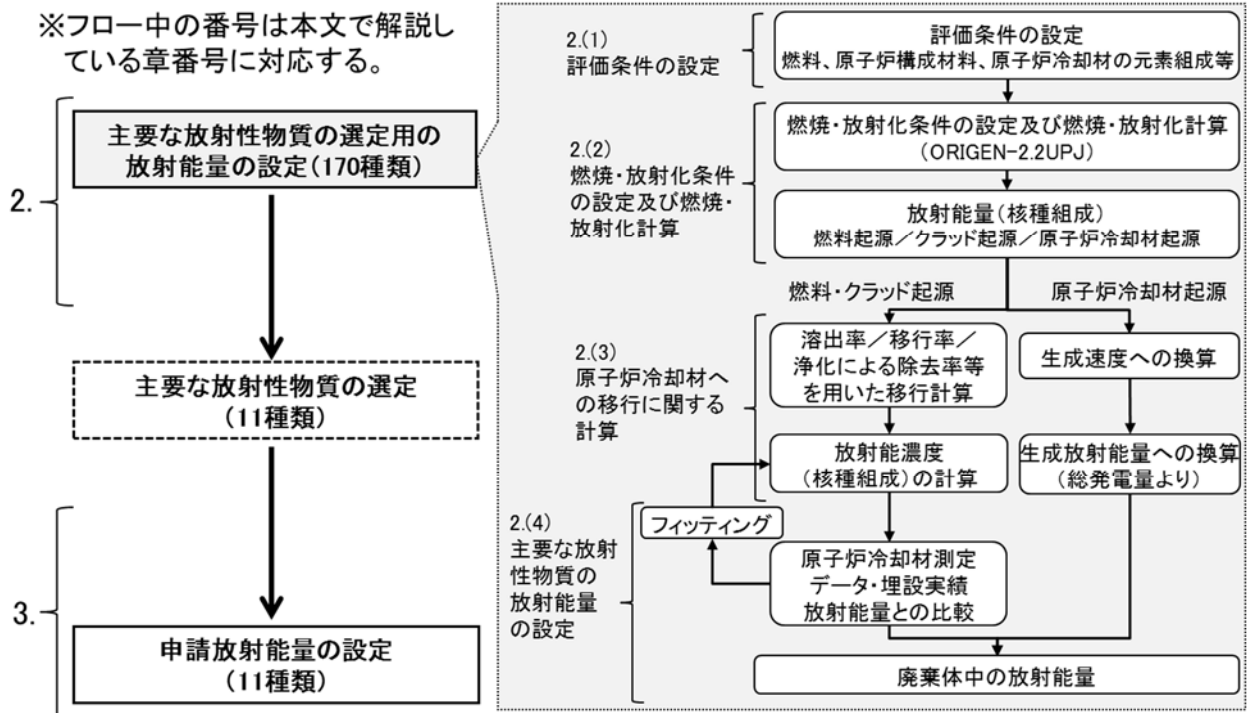 ※フロー中の番号は本文で解説し
ている章番号に対応する。
2.
主要な放射性物質の選定用の
放射能量の設定(170種類)
主要な放射性物質の選定
(11種類)
3.
申請放射能量の設定
(11種類)
2.(1)
評価条件の設定
評価条件の設定
燃料、原子炉構成材料、原子炉冷却材の元素組成等
2.(2)
燃焼・放射化条件
の設定及び燃焼・
放射化計算
燃焼・放射化条件の設定及び燃焼・放射化計算
(ORIGEN-2.2UPJ)
放射能量(核種組成)
燃料起源／クラッド起源／原子炉冷却材起源
燃料・クラッド起源
原子炉冷却材起源
2.(3)
原子炉冷却材へ
の移行に関する
計算
溶出率／移行率／
浄化による除去率等
を用いた移行計算
生成速度への換算
放射能濃度
(核種組成)の計算
生成放射能量への換算
(総発電量より)
2.(4)
主要な放射
性物質の
放射能量
の設定
フィッティング
原子炉冷却材測定
データ・埋設実績
放射能量との比較
廃棄体中の放射能量